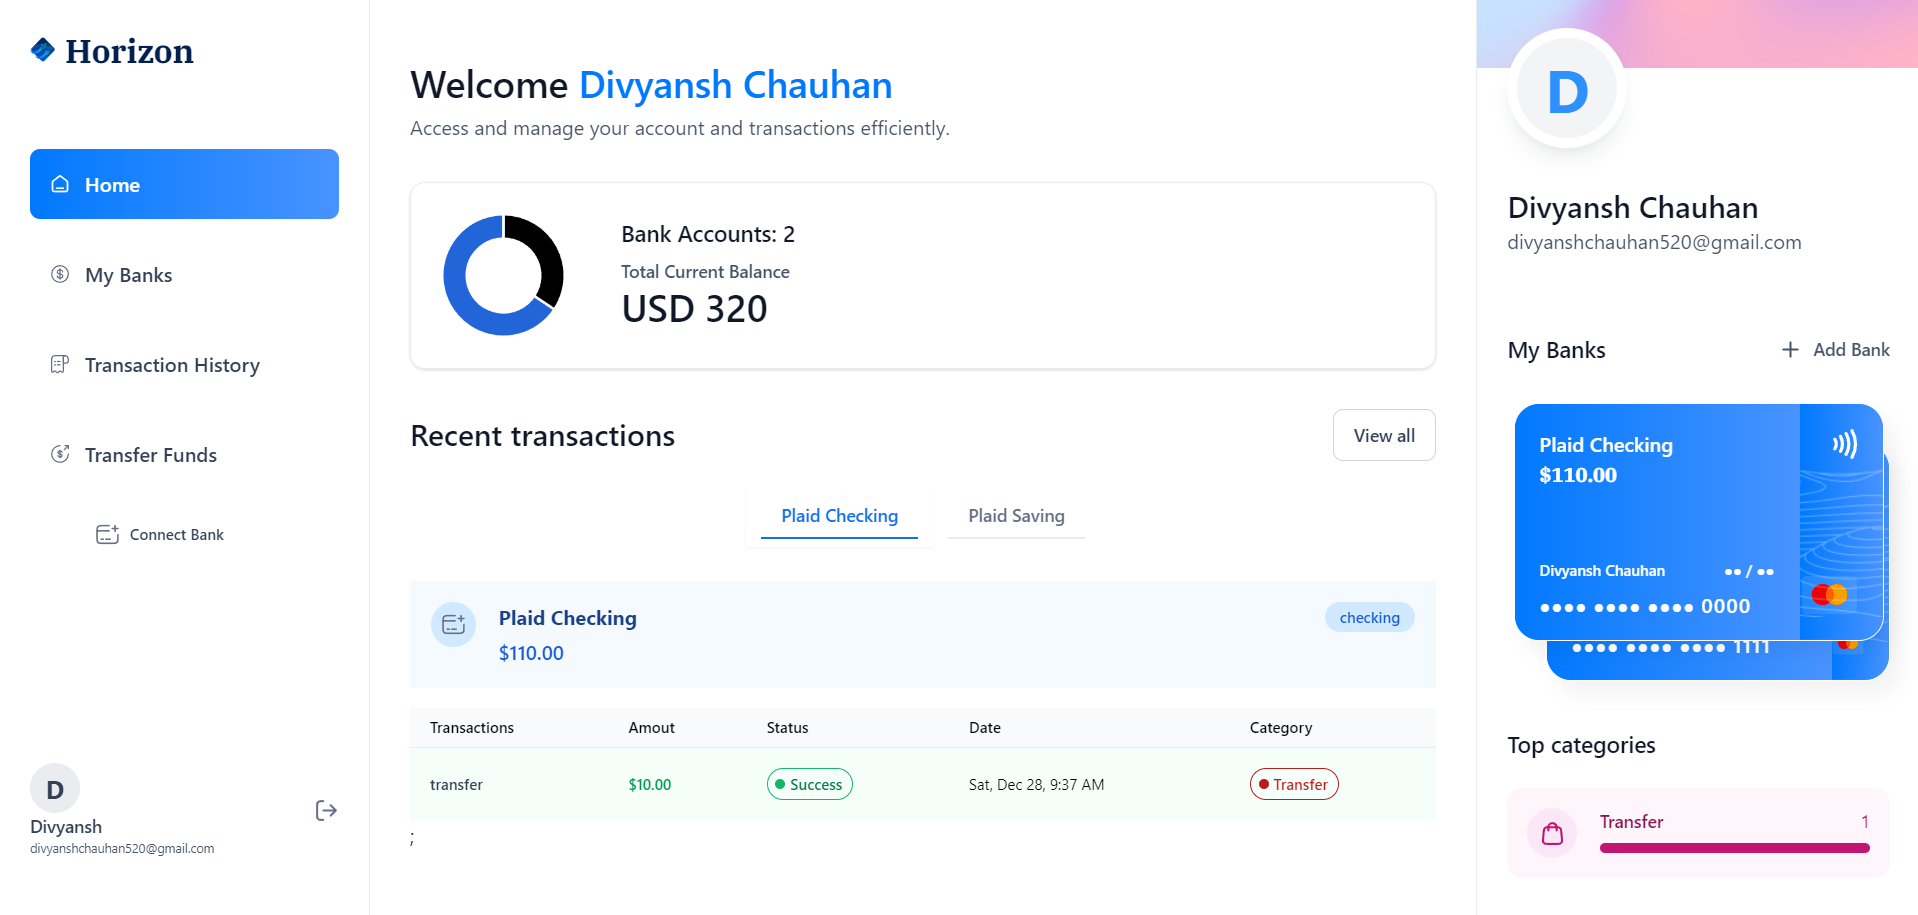 Horizon
Home
My Banks
Transaction History
Transfer Funds
Connect Bank
D
Divyansh
divyanshchauhan520@gmail.com
Welcome Divyansh Chauhan
Access and manage your account and transactions efficiently.
Bank Accounts: 2
Total Current Balance
USD 320
Recent transactions
View all
Plaid Checking
Plaid Saving
Plaid Checking
$110.00
checking
Transactions Amout Status Date Category
transfer $10.00 Success Sat, Dec 28, 9:37 AM Transfer
;
D
Divyansh Chauhan
divyanshchauhan520@gmail.com
My Banks
Add Bank
Plaid Checking
$110.00
Divyansh Chauhan ●● / ●●
●●●● ●●●● ●●●● 0000
●●●● ●●●● ●●●● 1111
Top categories
Transfer 1